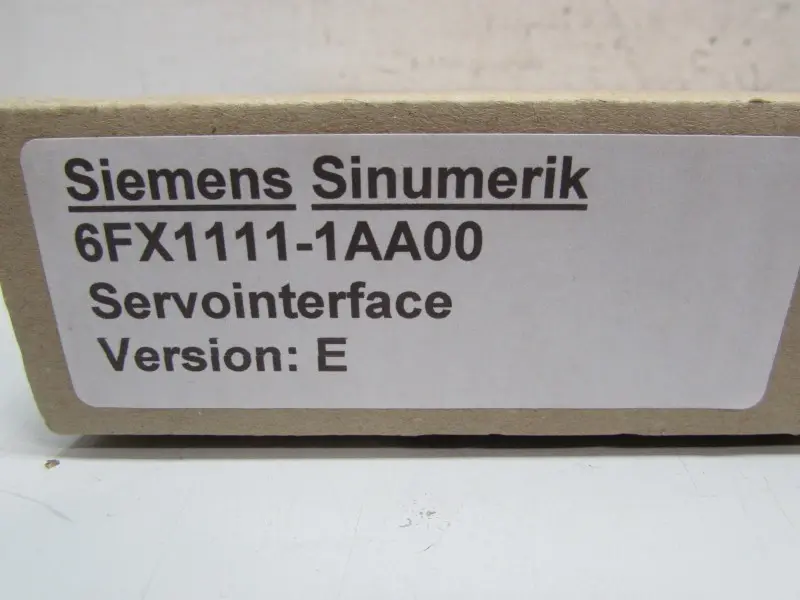 Siemens Sinumerik
6FX1111-1AA00
Servointerface
Version: E